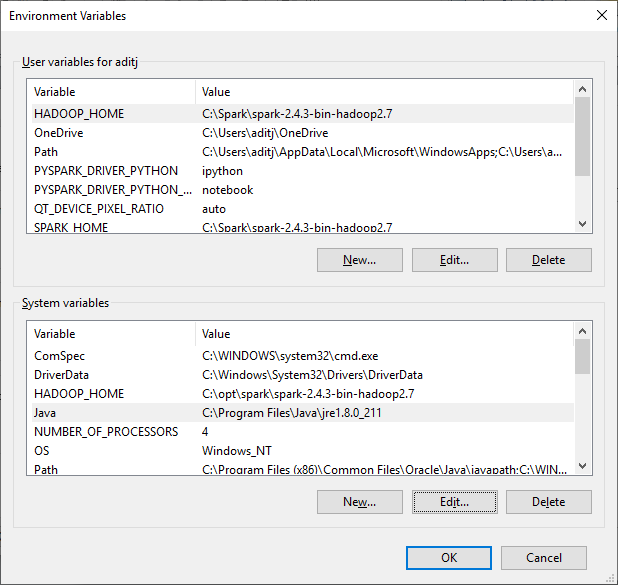 Environment Variables
User variables for aditj
Variable Value
HADOOP_HOME C:\Spark\spark-2.4.3-bin-hadoop2.7
OneDrive C:\Users\aditj\OneDrive
Path C:\Users\aditj\AppData\Local\Microsoft\WindowsApps;C:\Users\a...
PYSPARK_DRIVER_PYTHON ipython
PYSPARK_DRIVER_PYTHON_... notebook
QT_DEVICE_PIXEL_RATIO auto
SPARK_HOME C:\Spark\spark-2.4.3-bin-hadoop2.7
New... Edit... Delete
System variables
Variable Value
ComSpec C:\WINDOWS\system32\cmd.exe
DriverData C:\Windows\System32\Drivers\DriverData
HADOOP_HOME C:\opt\spark\spark-2.4.3-bin-hadoop2.7
Java C:\Program Files\Java\jre1.8.0_211
NUMBER_OF_PROCESSORS 4
OS Windows_NT
Path C:\Program Files (x86)\Common Files\Oracle\Java\javapath;C:\WIN...
New... Edit... Delete
OK Cancel